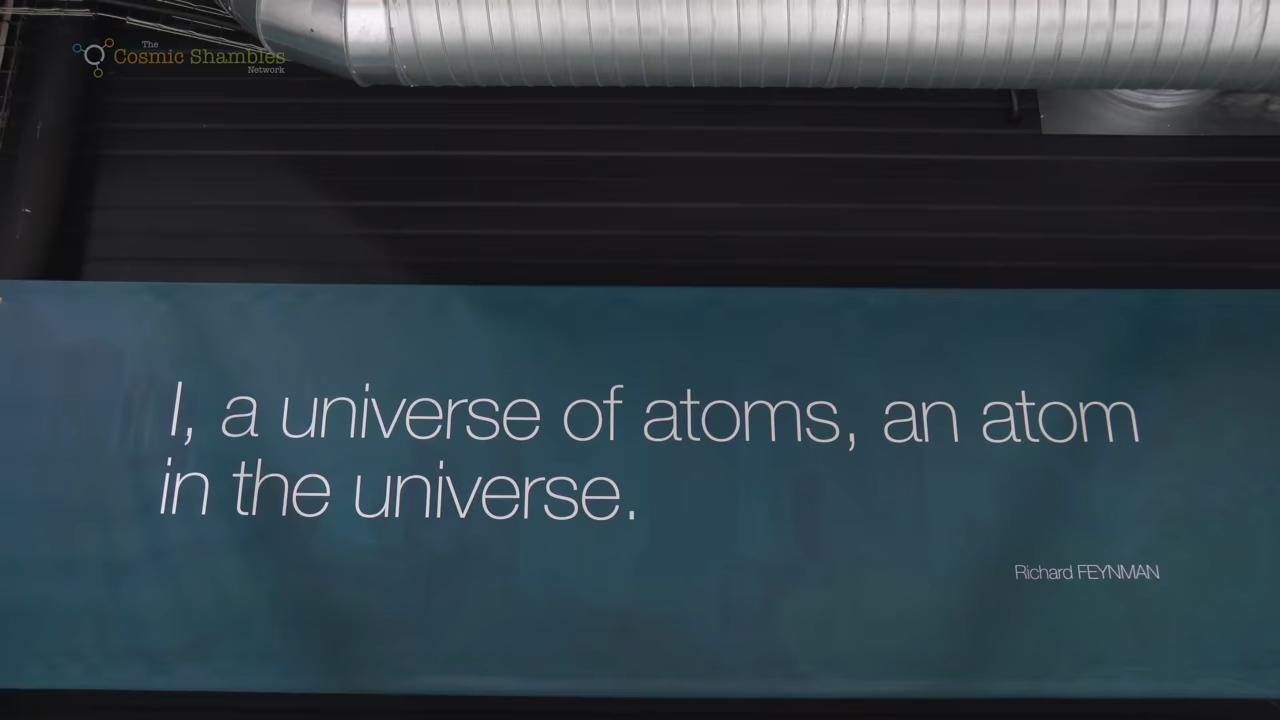 The
Cosmic Shambles
Network
I, a universe of atoms, an atom
in the universe.
Richard FEYNMAN